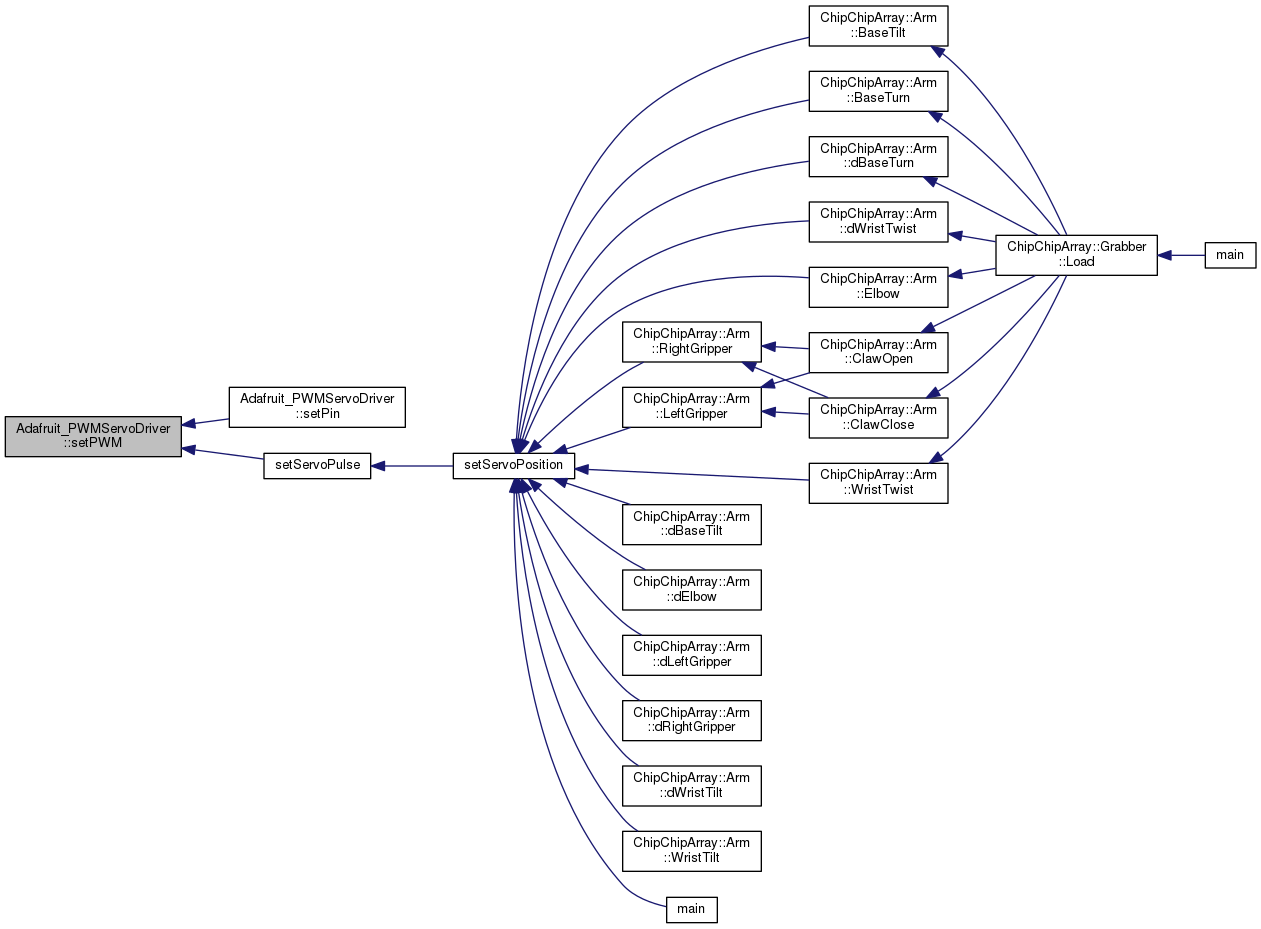 ChipChipArray::Arm
::BaseTilt
ChipChipArray::Arm
::BaseTurn
ChipChipArray::Arm
::dBaseTurn
ChipChipArray::Arm
::dWristTwist
ChipChipArray::Grabber
::Load
main
ChipChipArray::Arm
::Elbow
ChipChipArray::Arm
::RightGripper
ChipChipArray::Arm
::ClawOpen
Adafruit_PWMServoDriver
::setPin
ChipChipArray::Arm
::LeftGripper
ChipChipArray::Arm
::ClawClose
Adafruit_PWMServoDriver
::setPWM
setServoPulse
setServoPosition
ChipChipArray::Arm
::WristTwist
ChipChipArray::Arm
::dBaseTilt
ChipChipArray::Arm
::dElbow
ChipChipArray::Arm
::dLeftGripper
ChipChipArray::Arm
::dRightGripper
ChipChipArray::Arm
::dWristTilt
ChipChipArray::Arm
::WristTilt
main